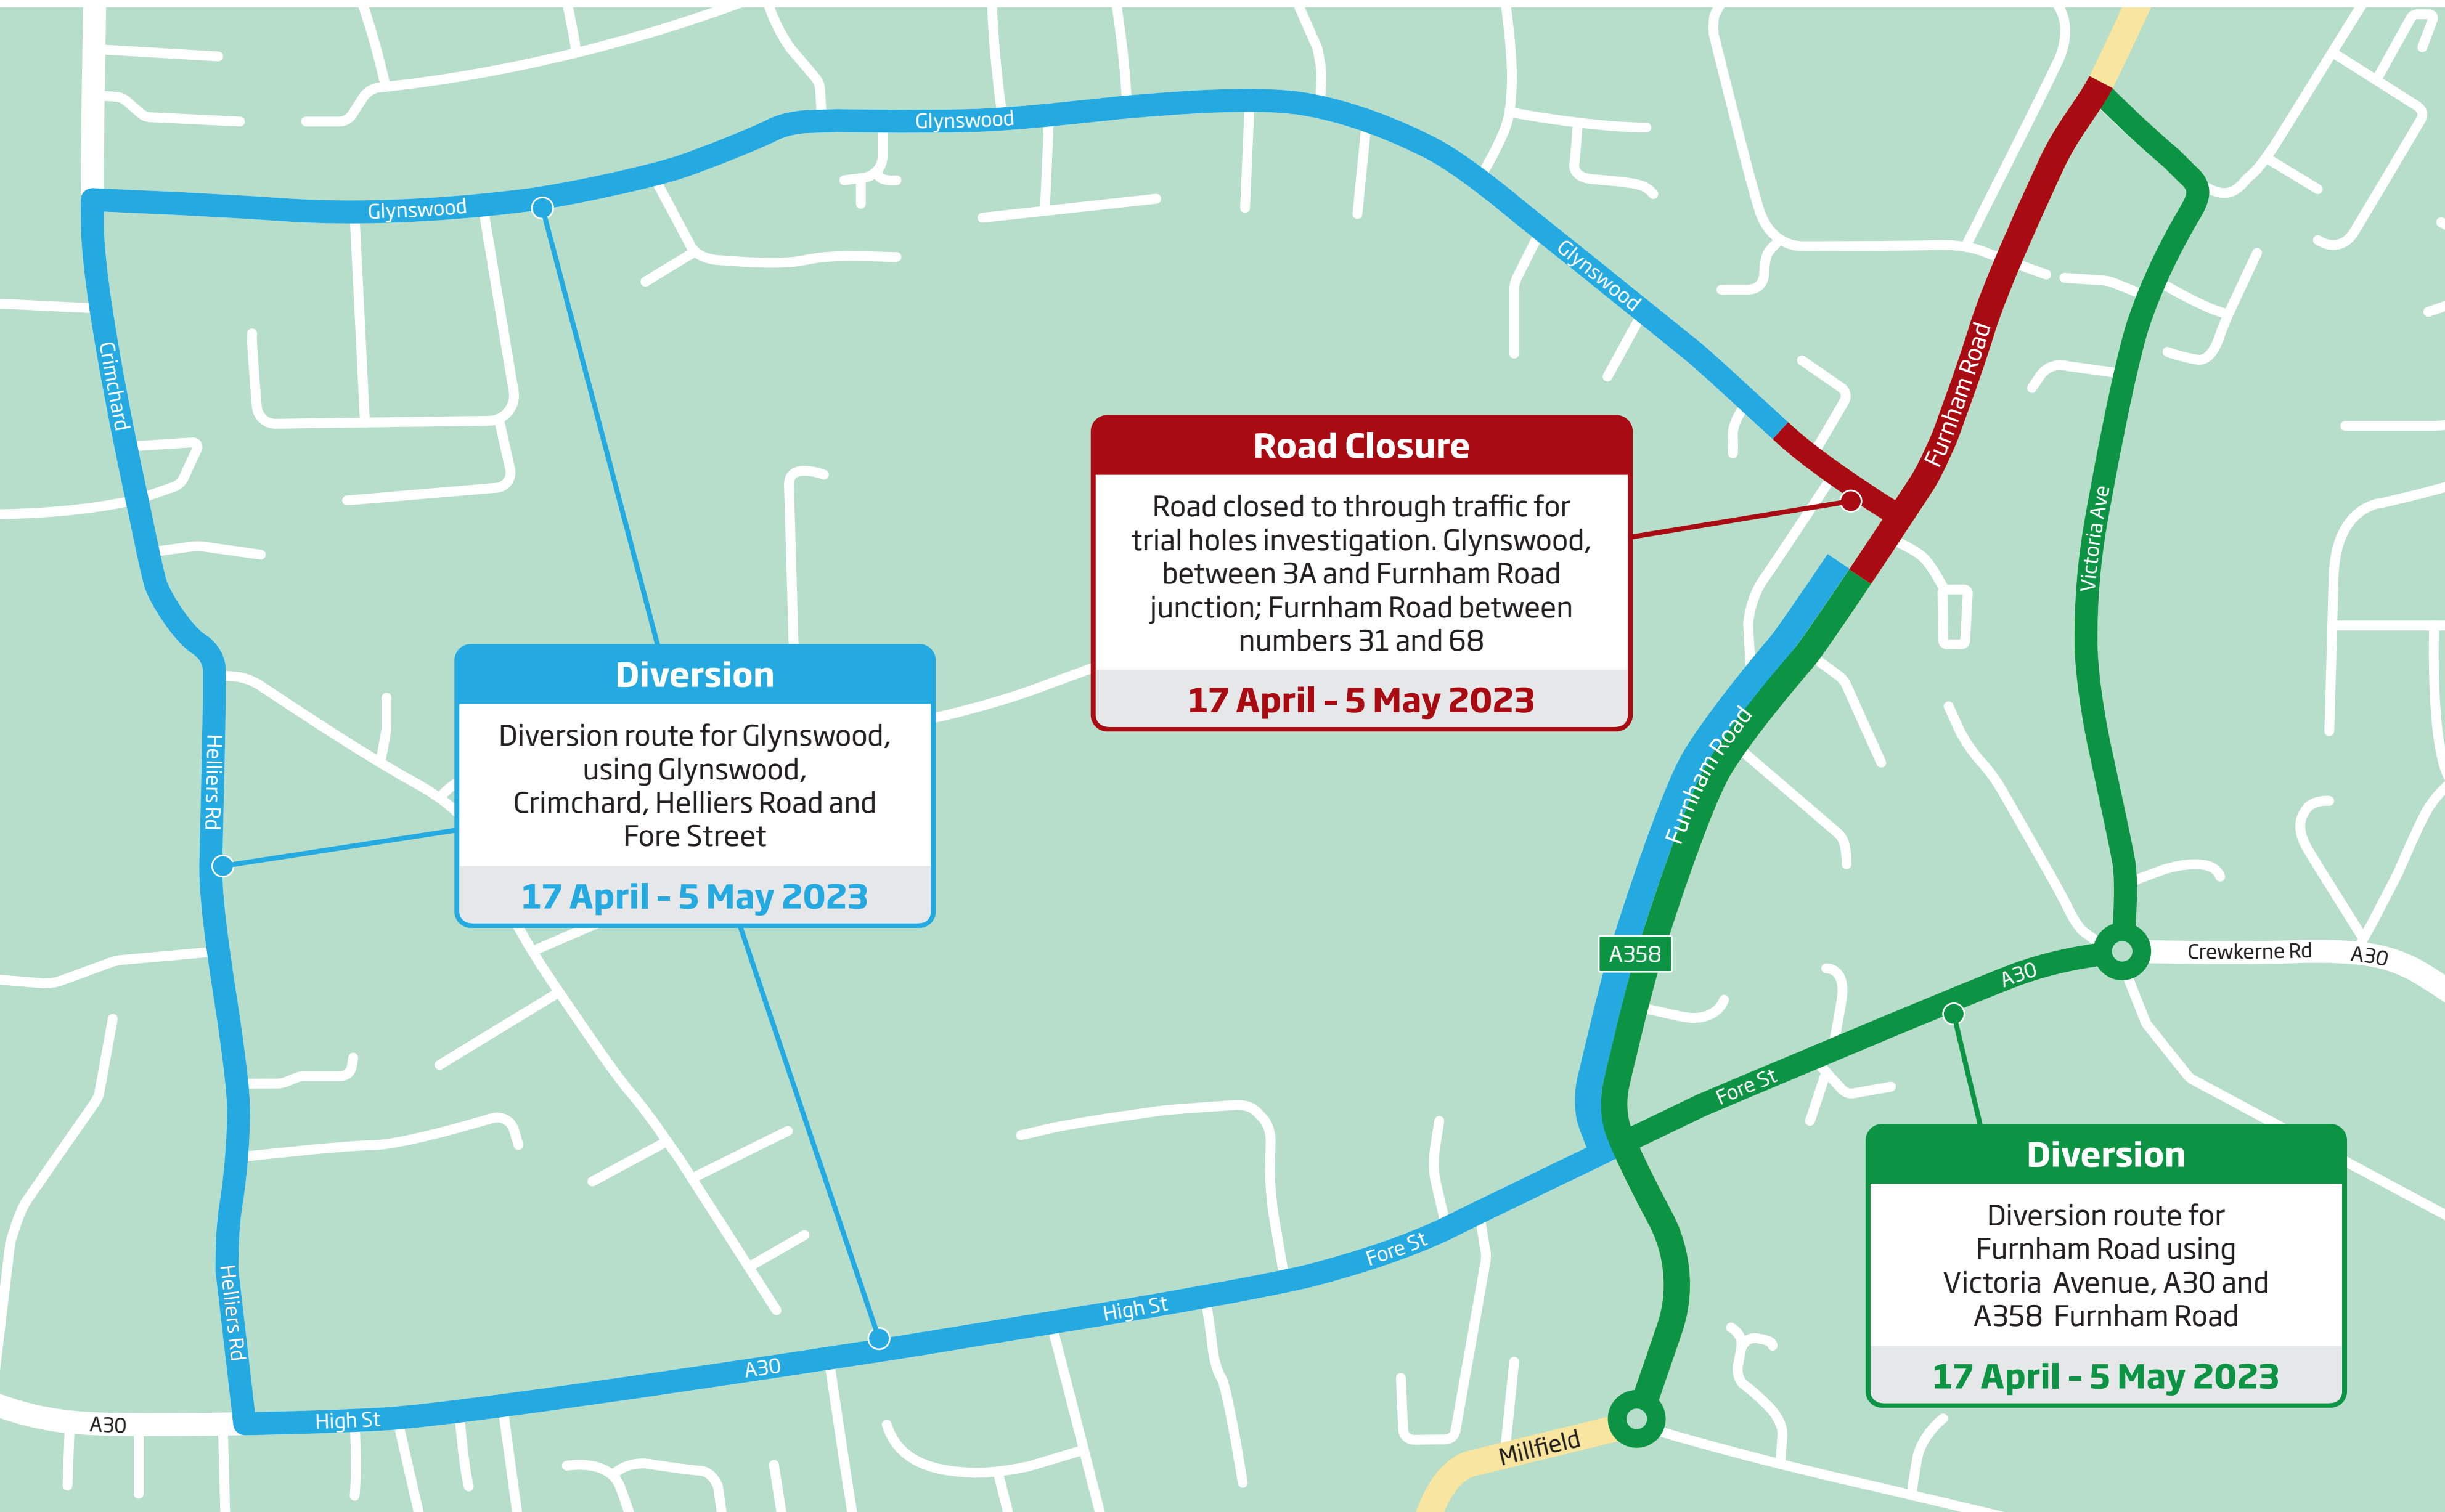 Glynswood
Glynswood
Glynswood
Crimchard
Furnham Road
Road Closure
Road closed to through traffic for
trial holes investigation. Glynswood,
between 3A and Furnham Road
junction; Furnham Road between
numbers 31 and 68
17 April – 5 May 2023
Victoria Ave
Diversion
Diversion route for Glynswood,
using Glynswood,
Crimchard, Helliers Road and
Fore Street
17 April – 5 May 2023
Helliers Rd
Furnham Road
A358
Crewkerne Rd
A30
A30
Fore St
Diversion
Diversion route for
Furnham Road using
Victoria Avenue, A30 and
A358 Furnham Road
17 April – 5 May 2023
Fore St
High St
Helliers Rd
A30
High St
A30
Millfield